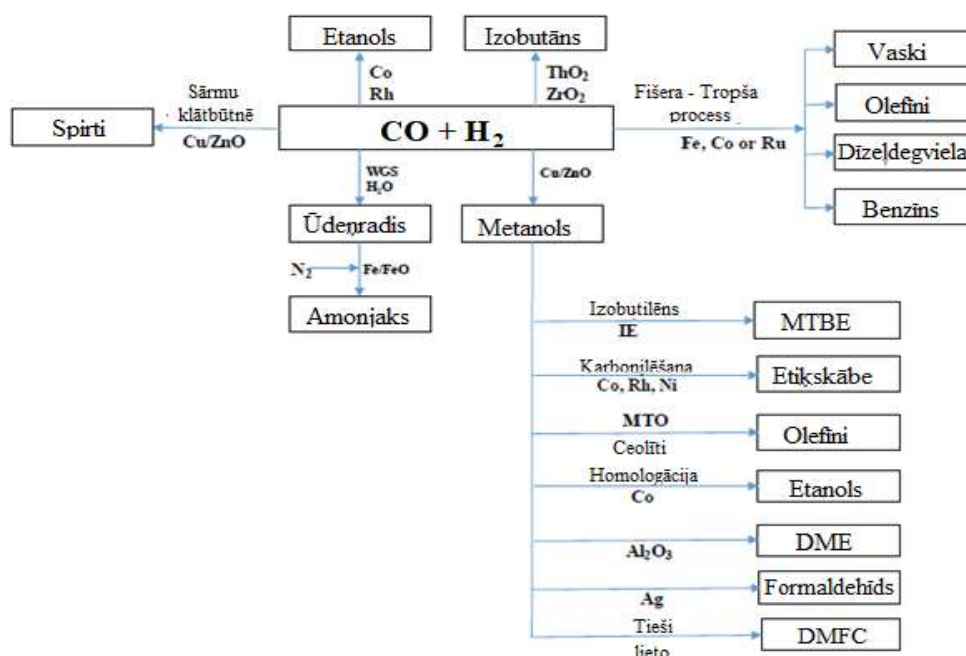 Etanols
Izobutāns
Vaski
Co
Rh
ThO₂
ZrO₂
Sārmu
klātbūtnē
Fišera - Tropša
process
Olefīni
Spirti
Cu/ZnO
CO + H₂
Fe, Co or Ru
Dīzeļdegviela
WGS
H₂O
Cu/ZnO
Benzīns
Ūdeņradis
Metanols
N₂
Fe/FeO
Amonjaks
Izobutilēns
IE
MTBE
Karbonilēšana
Co, Rh, Ni
Etiķskābe
MTO
Ceolīti
Olefīni
Homologācija
Co
Etanols
Al₂O₃
DME
Ag
Formaldehīds
Tieši
lieto
DMFC